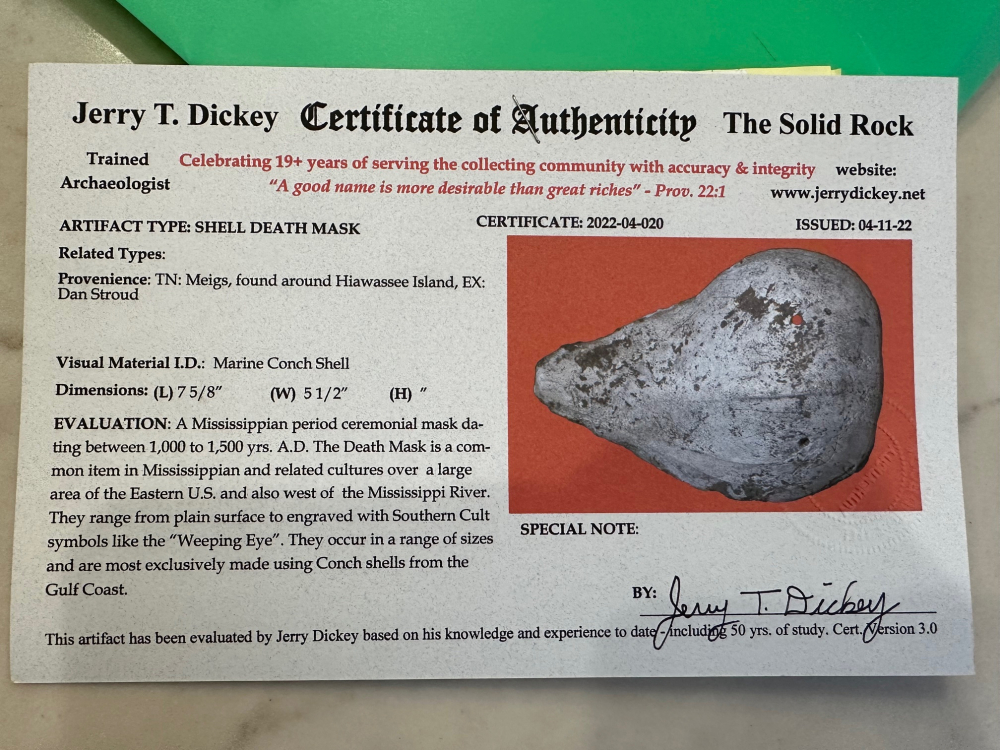 Jerry T. Dickey Certificate of Authenticity The Solid Rock
Trained Archaeologist
Celebrating 19+ years of serving the collecting community with accuracy & integrity
"A good name is more desirable than great riches" - Prov. 22:1
website:
www.jerrydickey.net
ARTIFACT TYPE: SHELL DEATH MASK
CERTIFICATE: 2022-04-020
ISSUED: 04-11-22
Related Types:
Provenience: TN: Meigs, found around Hiawassee Island, EX:
Dan Stroud
Visual Material I.D.: Marine Conch Shell
Dimensions: (L) 7 5/8" (W) 5 1/2" (H) "
EVALUATION: A Mississippian period ceremonial mask da-
ting between 1,000 to 1,500 yrs. A.D. The Death Mask is a com-
mon item in Mississippian and related cultures over a large
area of the Eastern U.S. and also west of the Mississippi River.
They range from plain surface to engraved with Southern Cult
symbols like the "Weeping Eye". They occur in a range of sizes
and are most exclusively made using Conch shells from the
Gulf Coast.
SPECIAL NOTE:
BY: Jerry T. Dickey
This artifact has been evaluated by Jerry Dickey based on his knowledge and experience to date - including 50 yrs. of study. Cert. Version 3.0